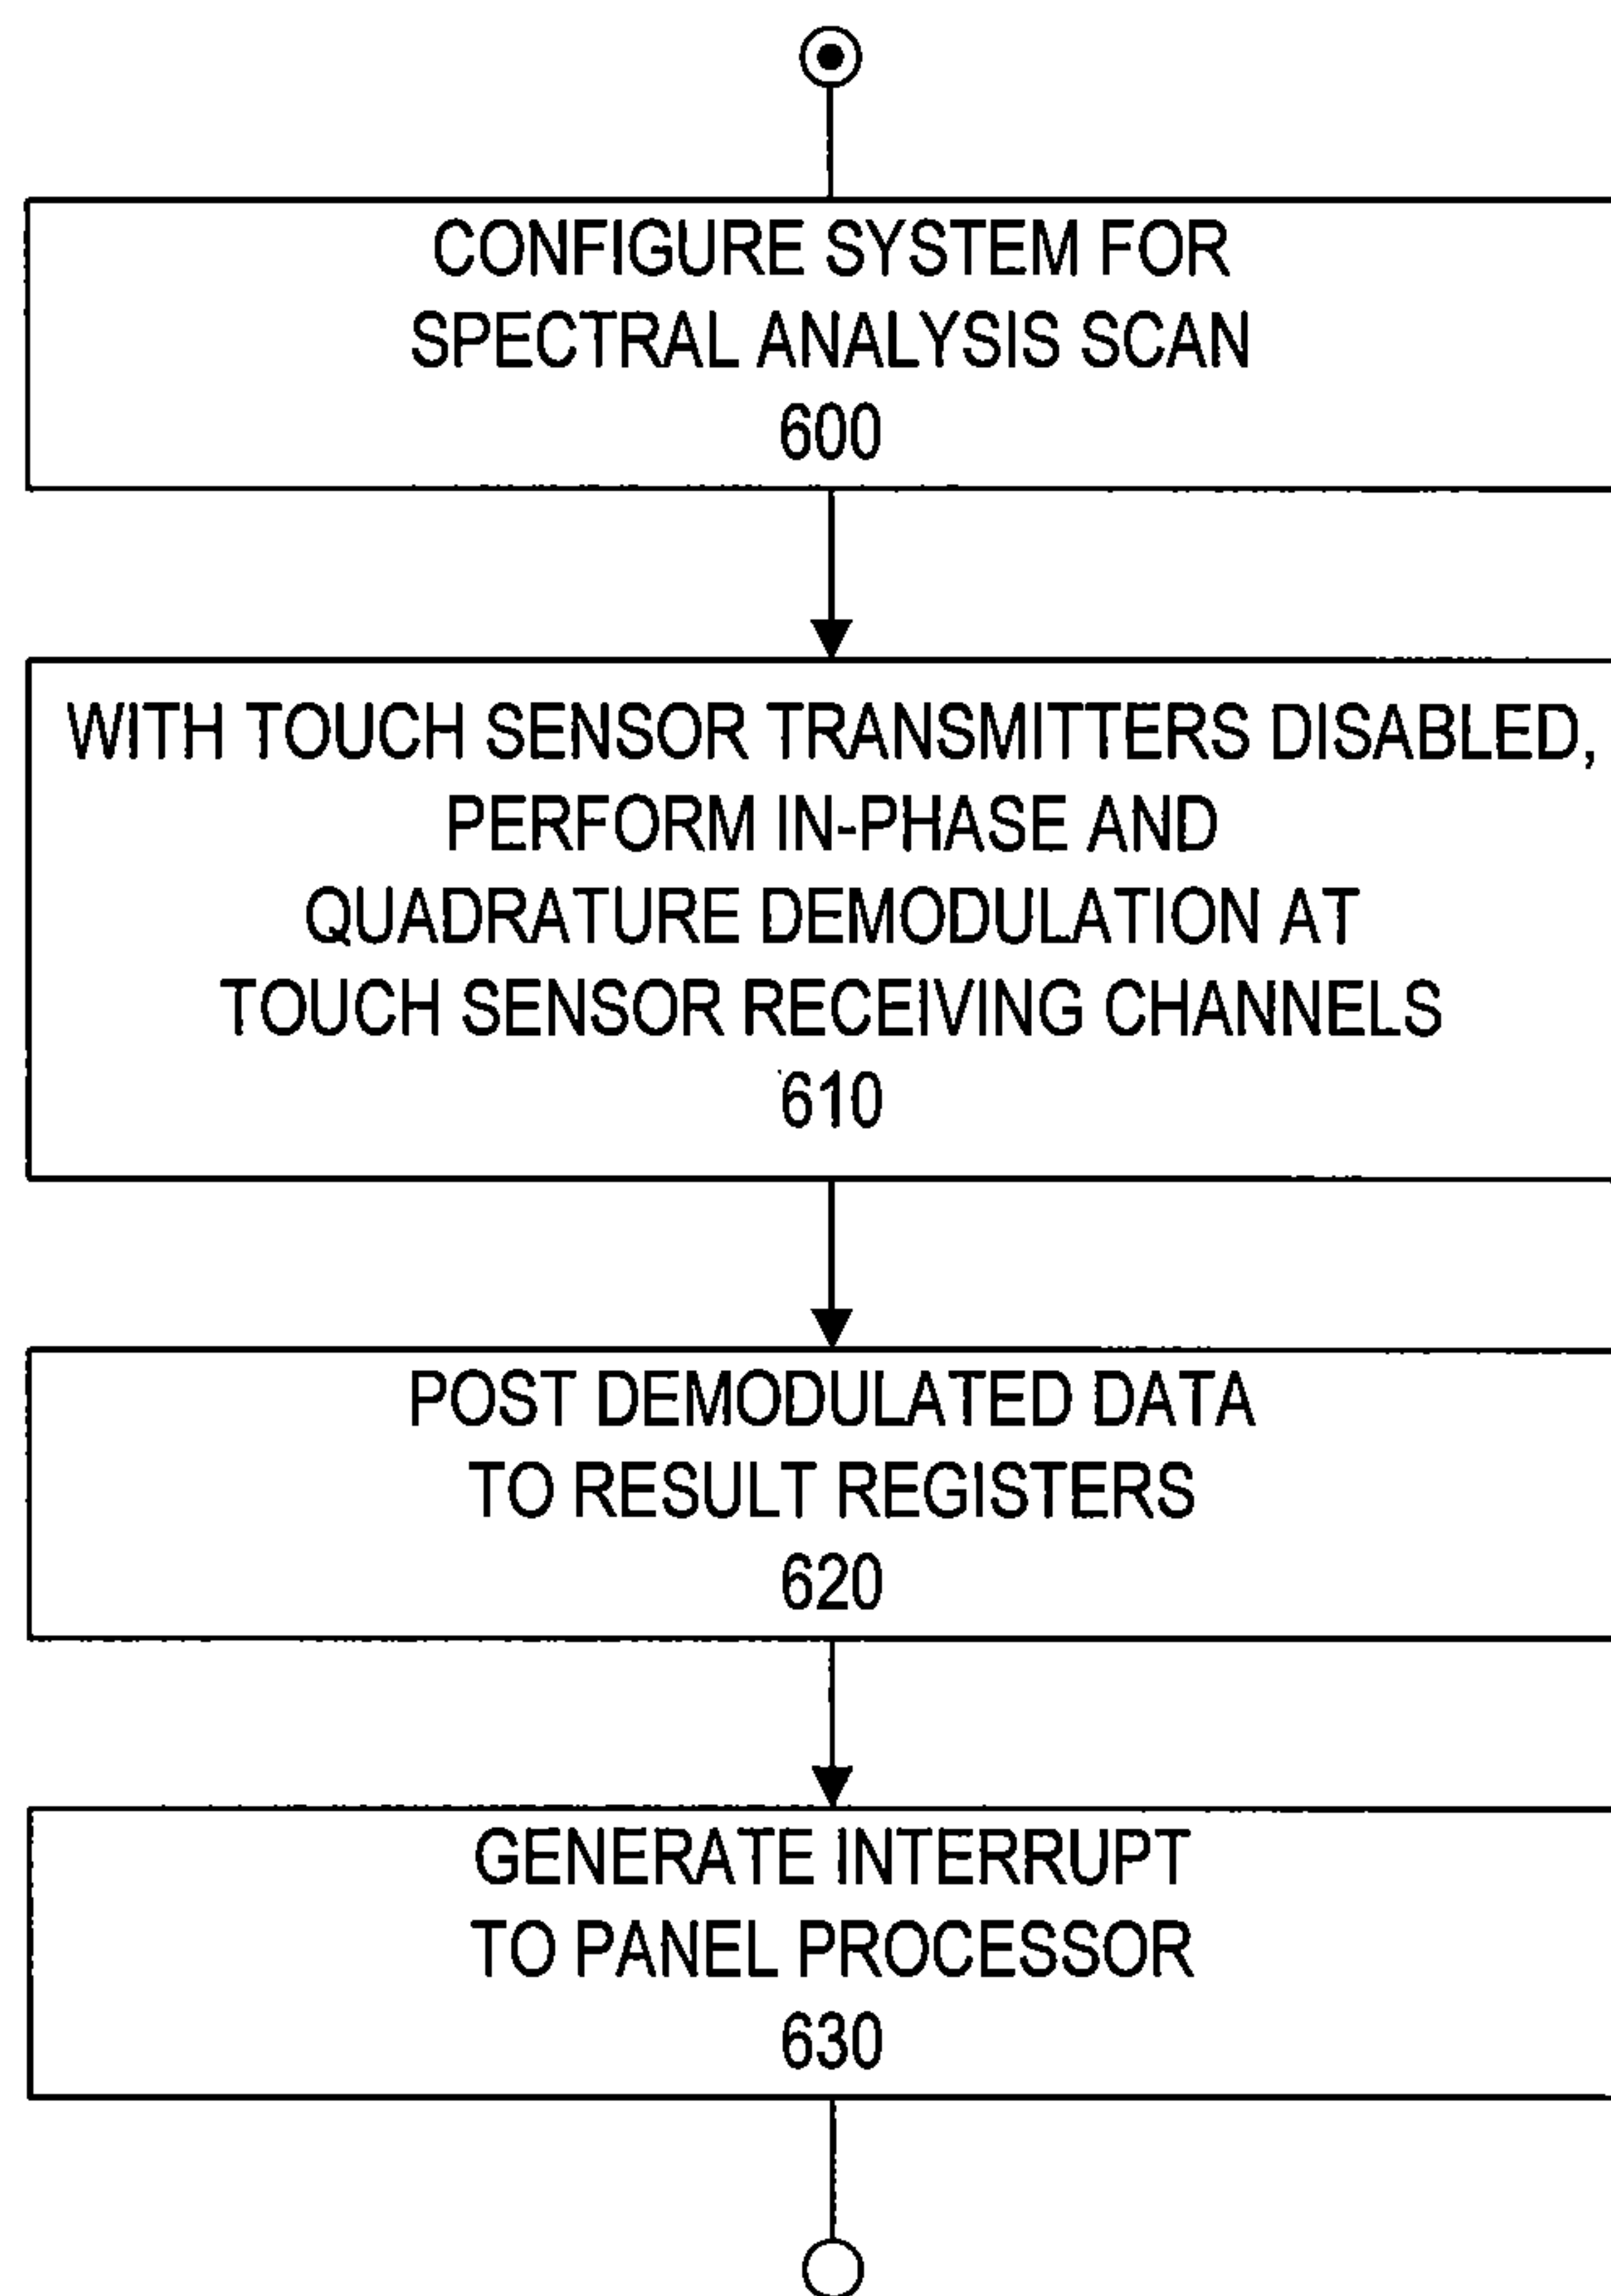 CONFIGURE SYSTEM FOR
SPECTRAL ANALYSIS SCAN
600
WITH TOUCH SENSOR TRANSMITTERS DISABLED,
PERFORM IN-PHASE AND
QUADRATURE DEMODULATION AT
TOUCH SENSOR RECEIVING CHANNELS
610
POST DEMODULATED DATA
TO RESULT REGISTERS
620
GENERATE INTERRUPT
TO PANEL PROCESSOR
630